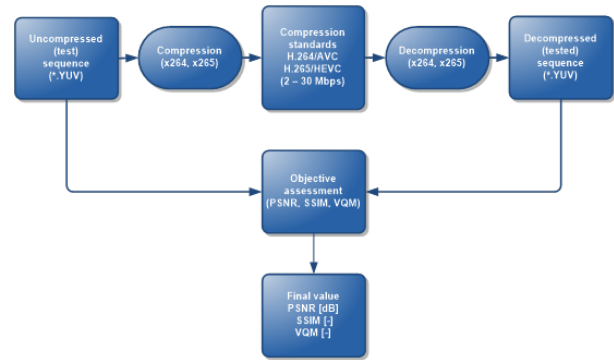 Uncompressed
(test)
sequence
(*.YUV)
Compression
(x264, x265)
Compression
standards
H.264/AVC
H.265/HEVC
(2 – 30 Mbps)
Decompression
(x264, x265)
Decompressed
(tested)
sequence
(*.YUV)
Objective
assessment
(PSNR, SSIM, VQM)
Final value
PSNR [dB]
SSIM [-]
VQM [-]